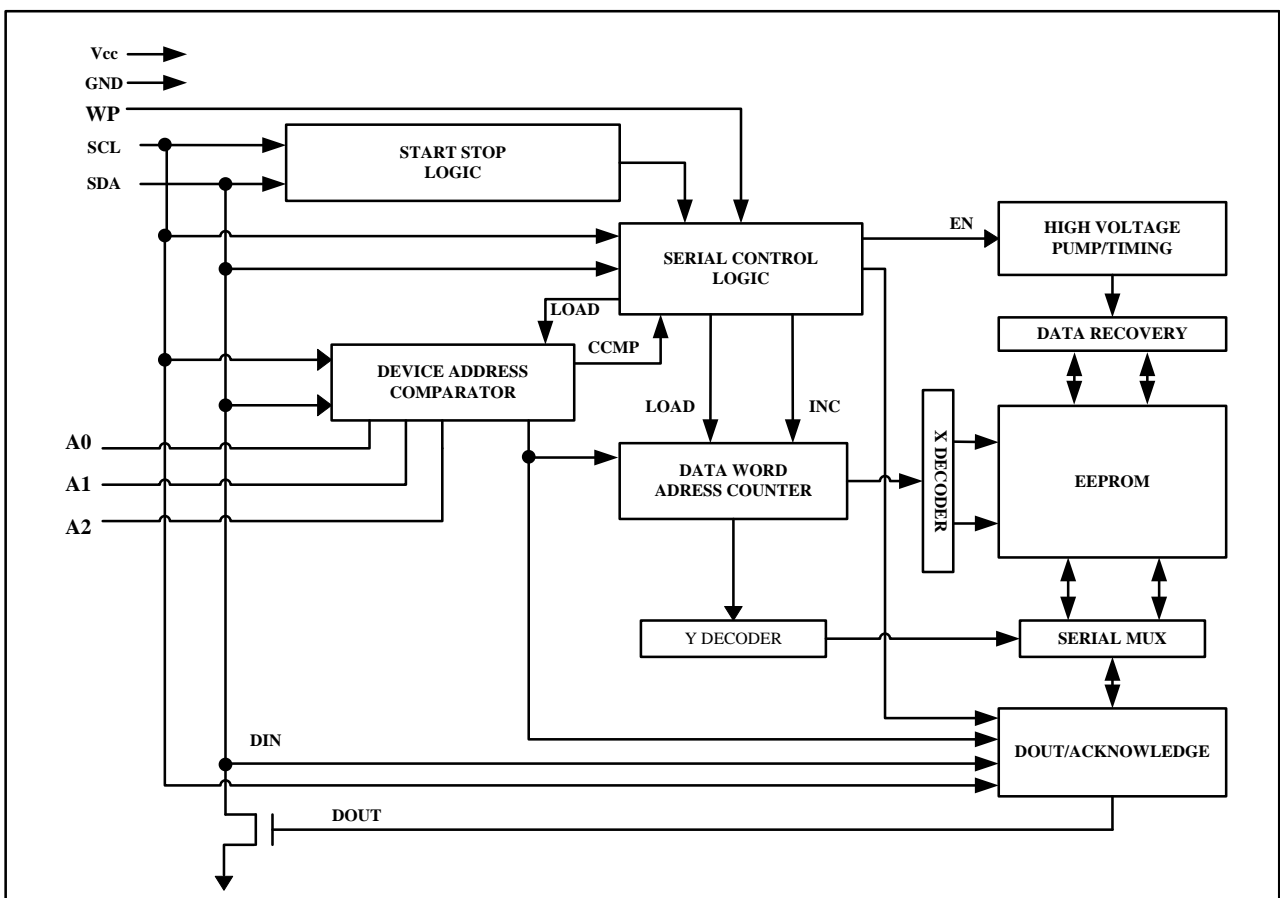 Vcc
GND
WP
SCL
SDA
START STOP
LOGIC
SERIAL CONTROL
LOGIC
EN
HIGH VOLTAGE
PUMP/TIMING
DATA RECOVERY
LOAD
CCMP
DEVICE ADDRESS
COMPARATOR
LOAD
INC
A0
A1
A2
DATA WORD
ADRESS COUNTER
X DECODER
EEPROM
Y DECODER
SERIAL MUX
DIN
DOUT/ACKNOWLEDGE
DOUT